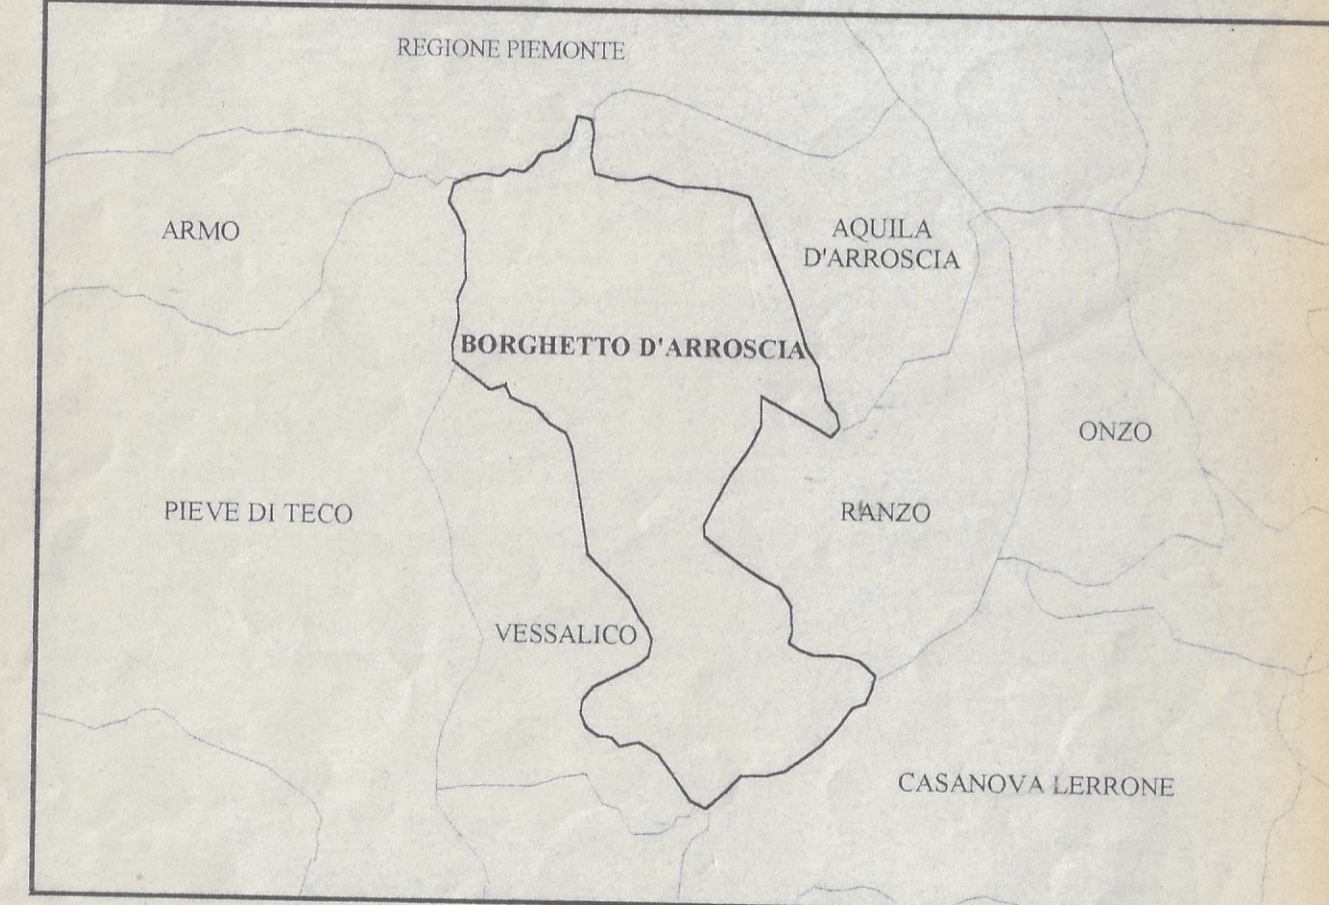 REGIONE PIEMONTE
ARMO
AQUILA
D'ARROSCIA
BORGHETTO D'ARROSCIA
ONZO
PIEVE DI TECO
RANZO
VESSALICO
CASANOVA LERRONE